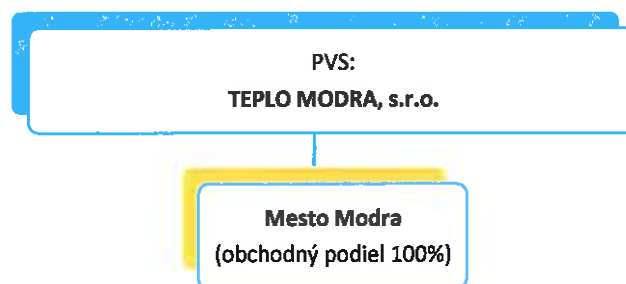 PVS:
TEPLO MODRA, s.r.o.
Mesto Modra
(obchodný podiel 100%)